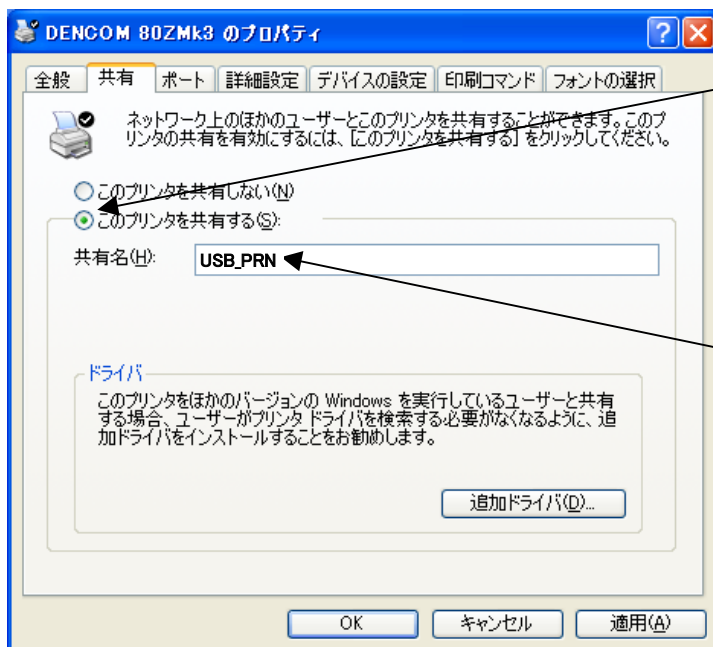 DENCOM 80ZMk3 のプロパティ
全般 共有 ポート 詳細設定 デバイスの設定 印刷コマンド フォントの選択
ネットワーク上のほかのユーザーとこのプリンタを共有することができます。このプ
リンタの共有を有効にするには、[このプリンタを共有する] をクリックしてください。
このプリンタを共有しない(N)
このプリンタを共有する(S):
共有名(H): USB_PRN
ドライバ
このプリンタをほかのバージョンの Windows を実行しているユーザーと共有
する場合、ユーザーがプリンタ ドライバを検索する必要がなくなるように、追
加ドライバをインストールすることをお勧めします。
追加ドライバ(D)...
OK キャンセル 適用(A)